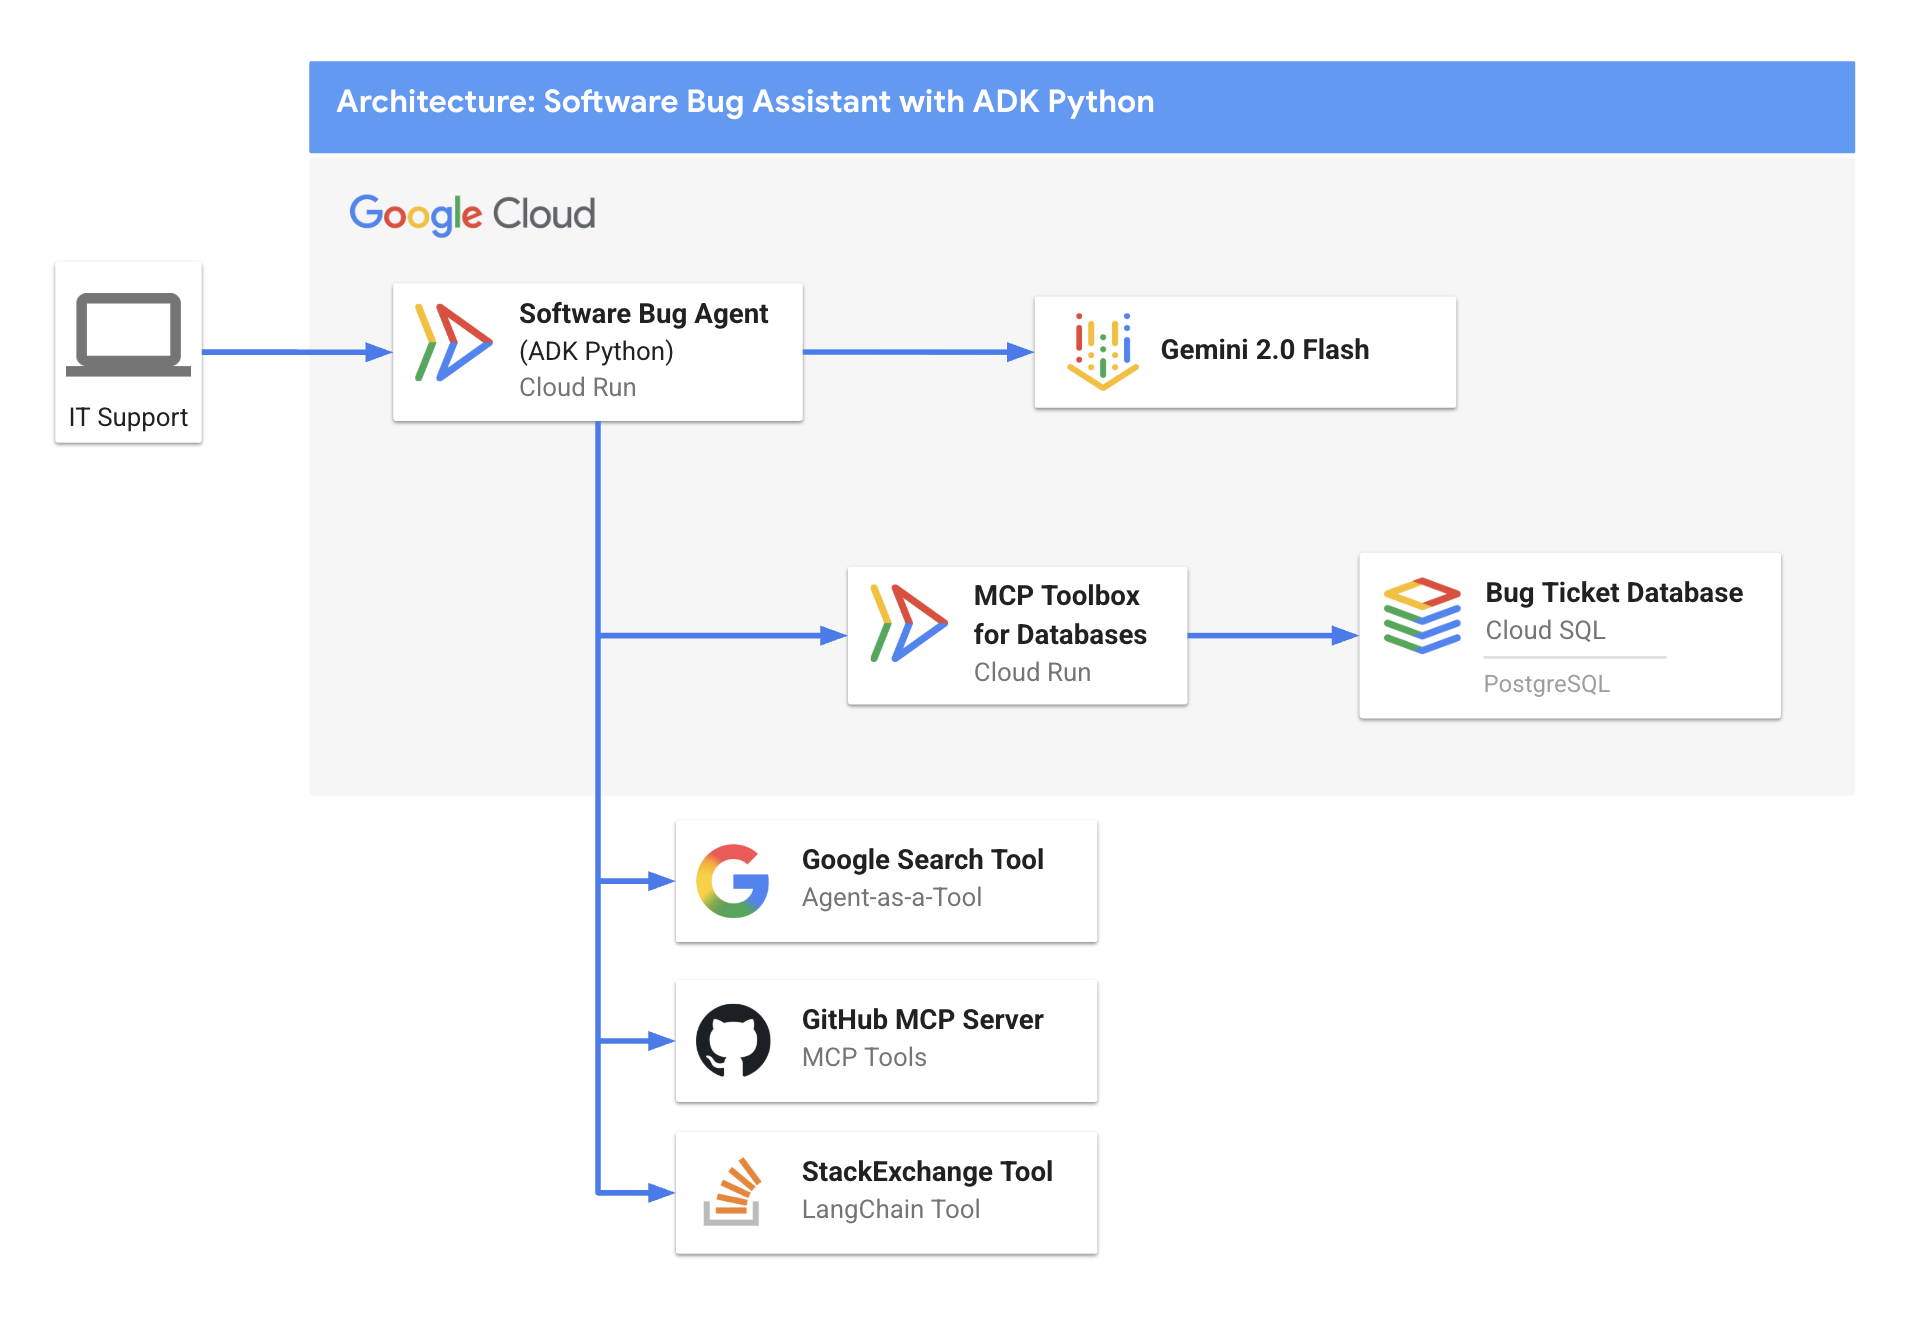 Architecture: Software Bug Assistant with ADK Python
Google Cloud
IT Support
Software Bug Agent
(ADK Python)
Cloud Run
Gemini 2.0 Flash
MCP Toolbox
for Databases
Cloud Run
Bug Ticket Database
Cloud SQL
PostgreSQL
Google Search Tool
Agent-as-a-Tool
GitHub MCP Server
MCP Tools
StackExchange Tool
LangChain Tool